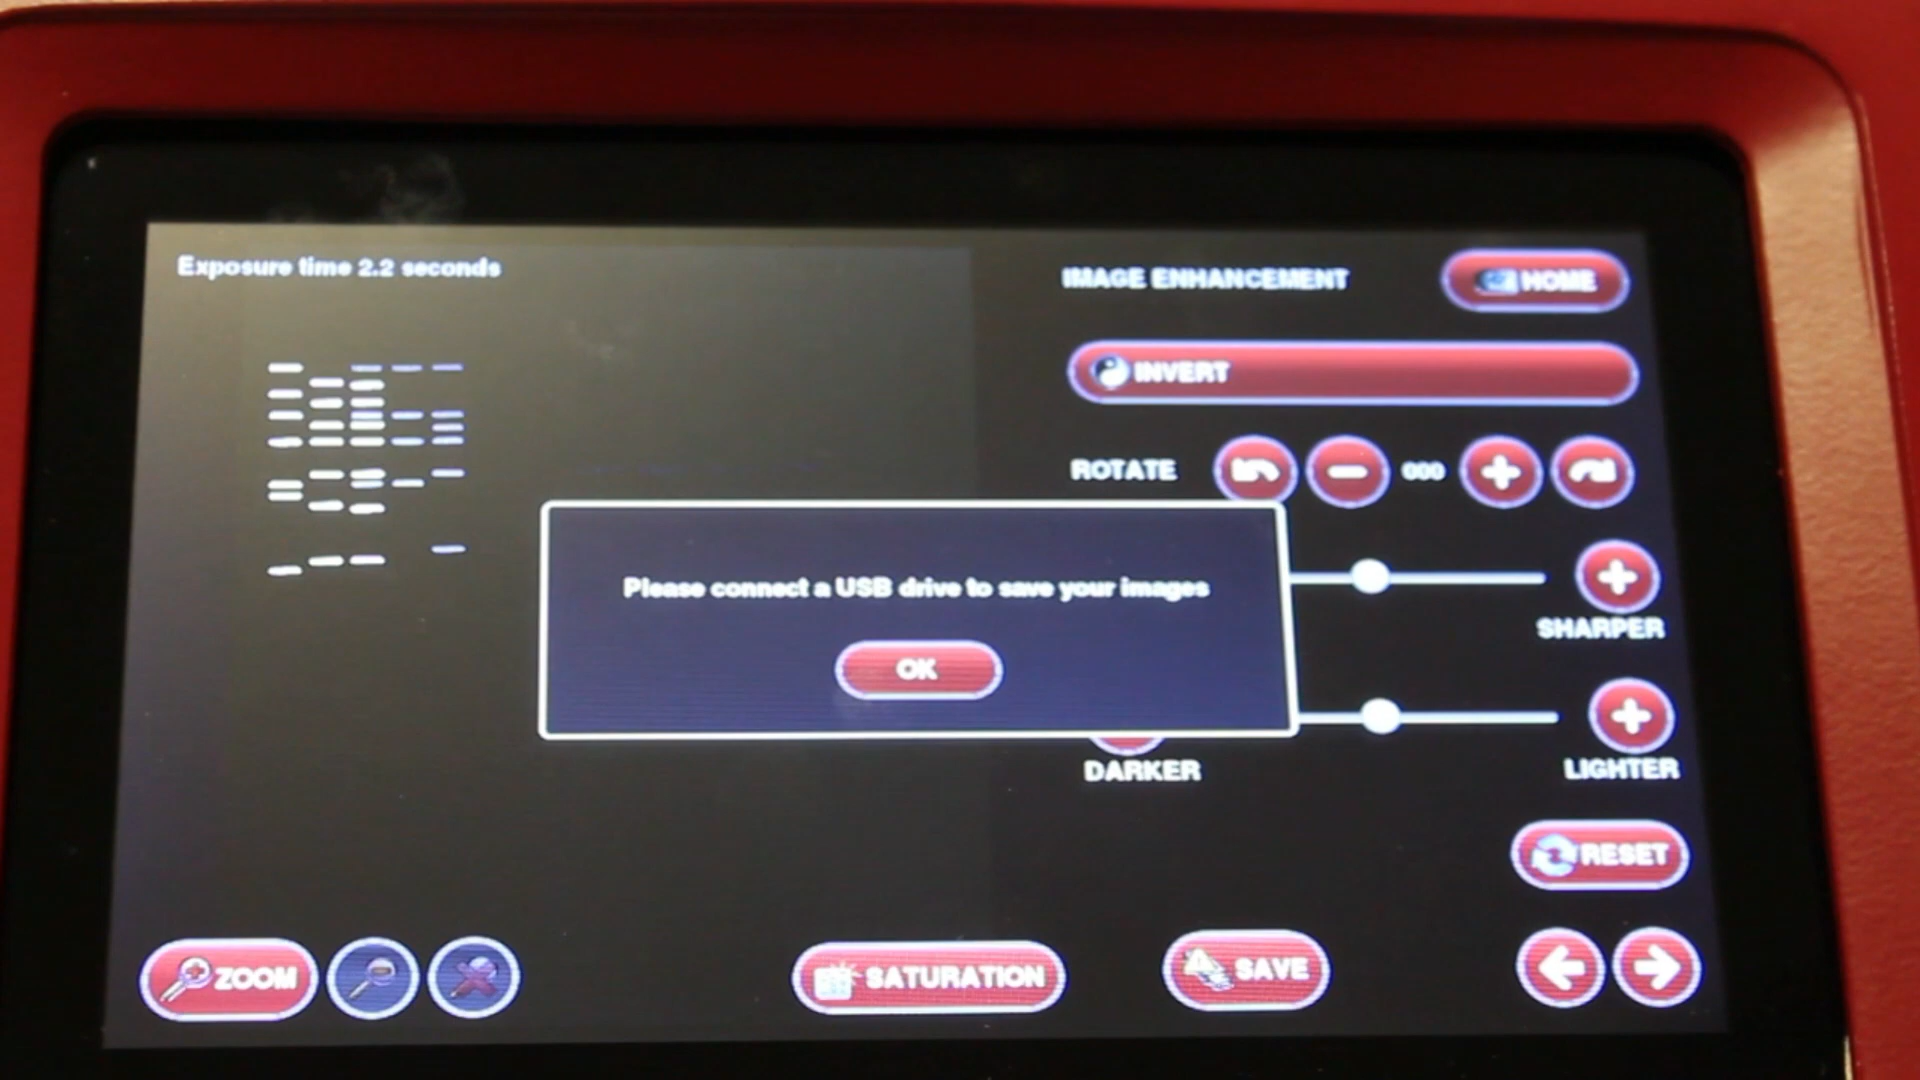 Exposure time 2.2 seconds
IMAGE ENHANCEMENT
HOME
INVERT
ROTATE
000
Please connect a USB drive to save your images
OK
SHARPER
DARKER
LIGHTER
RESET
ZOOM
SATURATION
SAVE